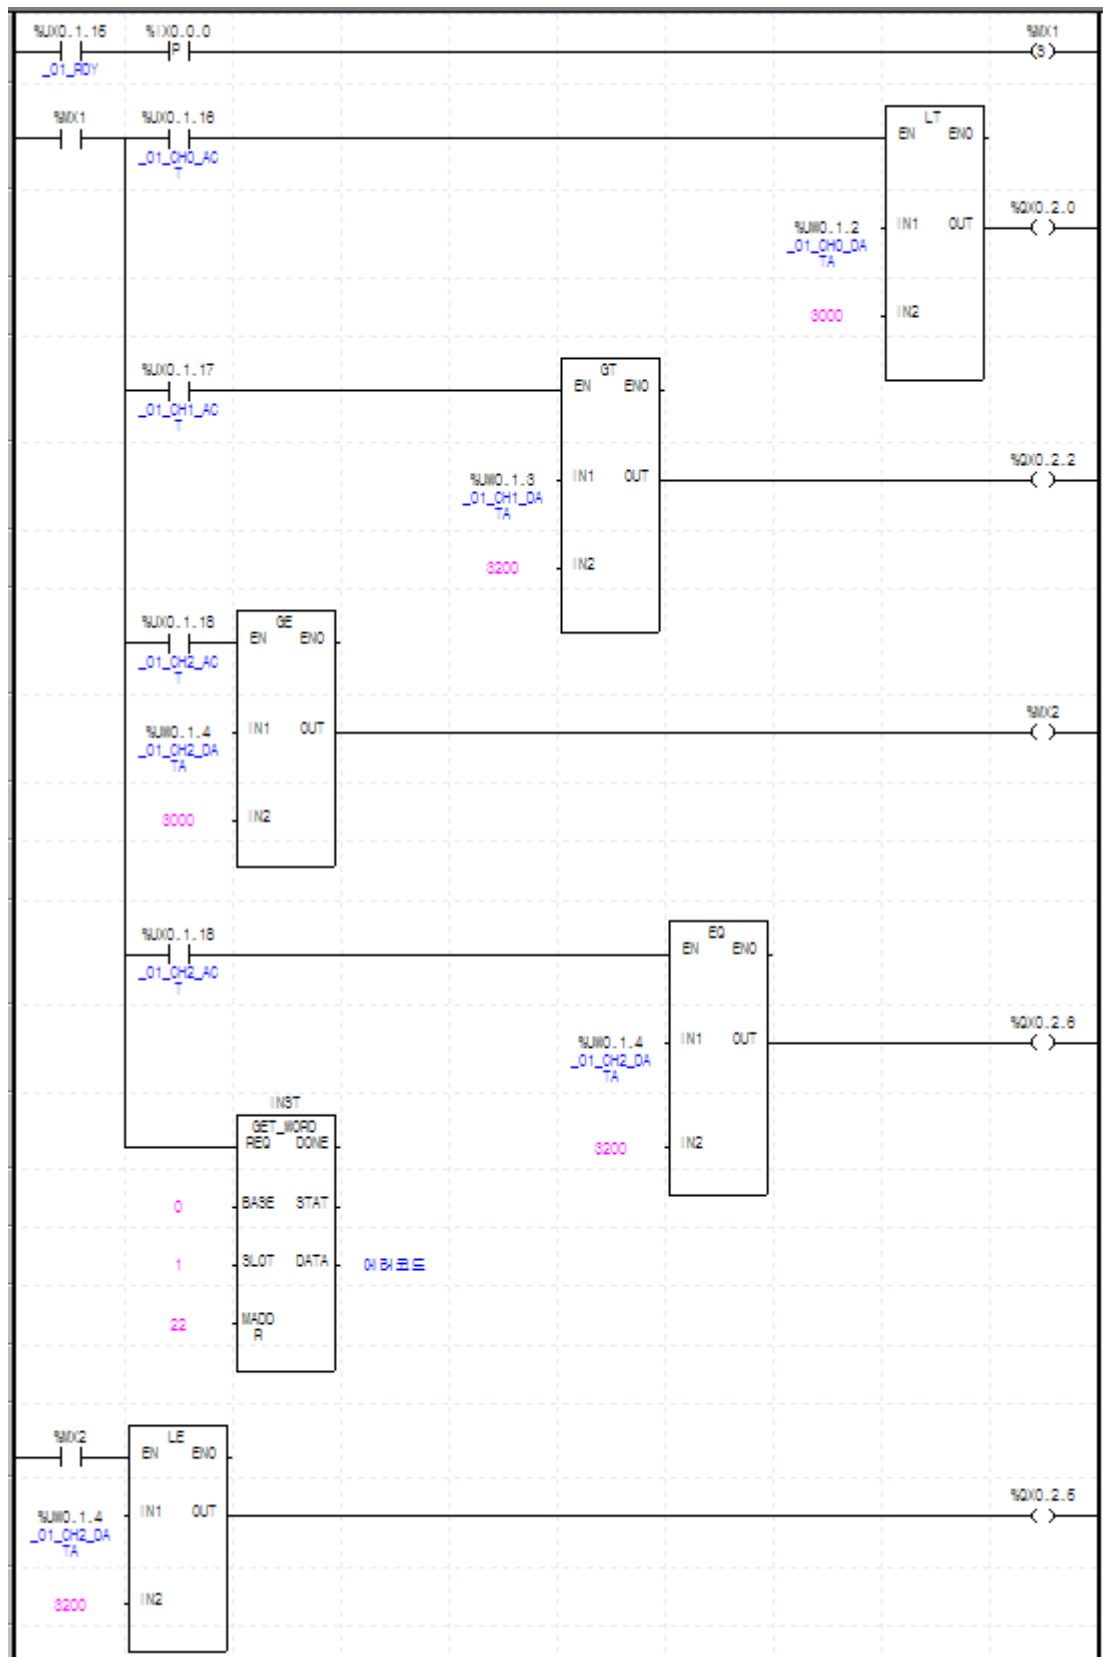 %UX0.1.15 %IX0.0.0 %MX1
P (S)
_01_RDY
%MX1 %UX0.1.16 LT
EN ENO
_01_CH0_AC
T
%QX0.2.0
%UW0.1.2 IN1 OUT
_01_CH0_DA
TA
3000 IN2
%UX0.1.17 GT
EN ENO
_01_CH1_AC
T
%QX0.2.2
%UW0.1.3 IN1 OUT
_01_CH1_DA
TA
3200 IN2
%UX0.1.18 GE
EN ENO
_01_CH2_AC
T
%MX2
%UW0.1.4 IN1 OUT
_01_CH2_DA
TA
3000 IN2
%UX0.1.18 EQ
EN ENO
_01_CH2_AC
T
%QX0.2.6
%UW0.1.4 IN1 OUT
_01_CH2_DA
TA
3200 IN2
INST
GET_WORD
REQ DONE
0 BASE STAT
1 SLOT DATA
22 MADD
R
%MX2 LE
EN ENO
%QX0.2.5
%UW0.1.4 IN1 OUT
_01_CH2_DA
TA
3200 IN2